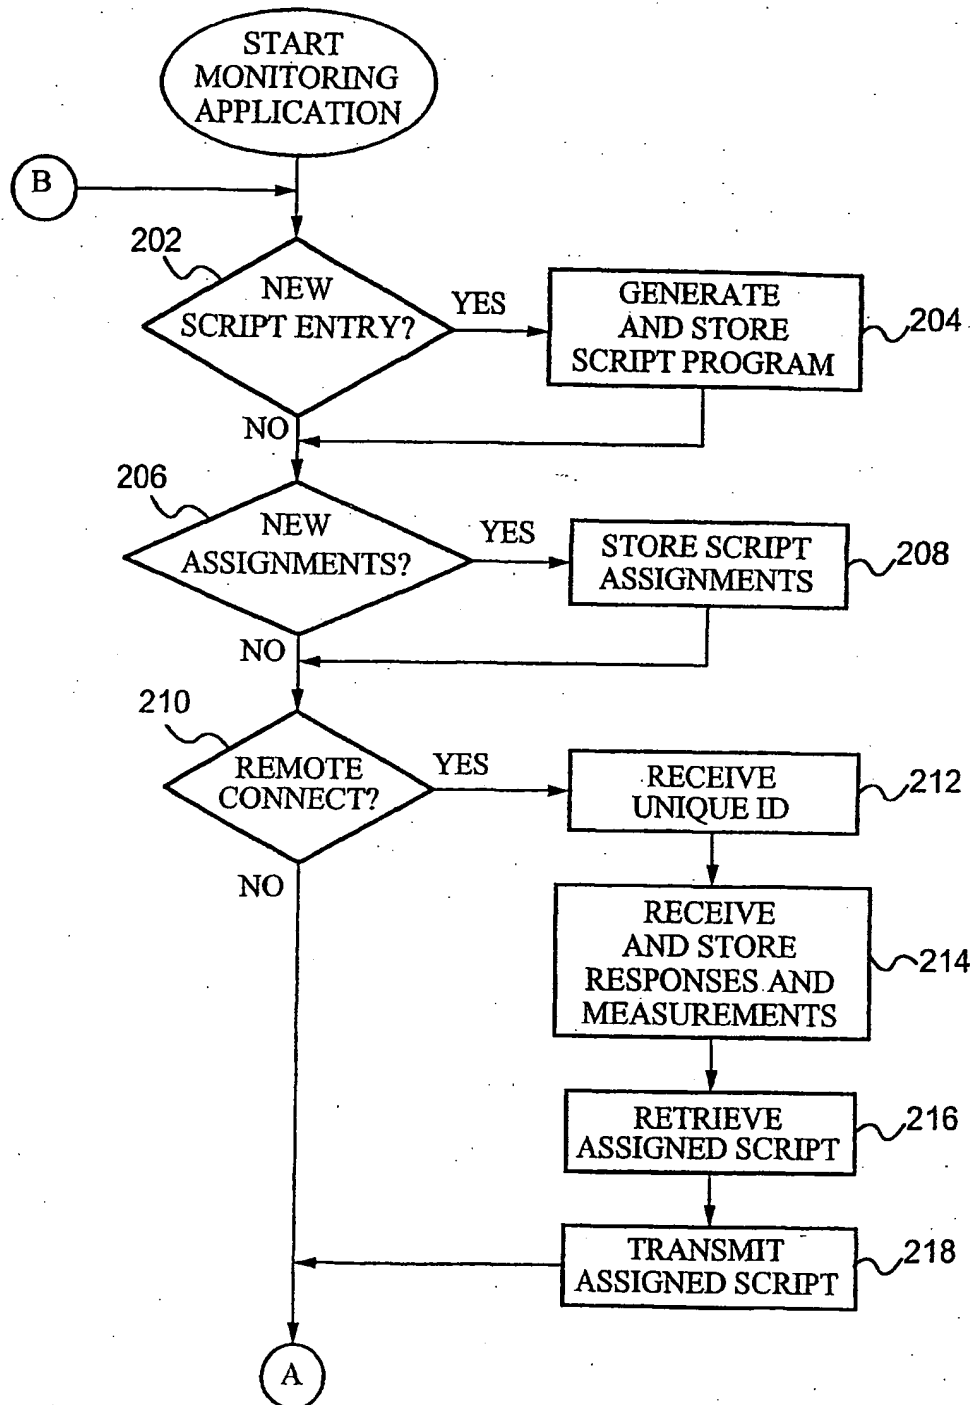 START
MONITORING
APPLICATION
B
202
NEW
SCRIPT ENTRY?
YES
GENERATE
AND STORE
SCRIPT PROGRAM
204
NO
206
NEW
ASSIGNMENTS?
YES
STORE SCRIPT
ASSIGNMENTS
208
NO
210
REMOTE
CONNECT?
YES
RECEIVE
UNIQUE ID
212
NO
RECEIVE
AND STORE
RESPONSES AND
MEASUREMENTS
214
RETRIEVE
ASSIGNED SCRIPT
216
TRANSMIT
ASSIGNED SCRIPT
218
A